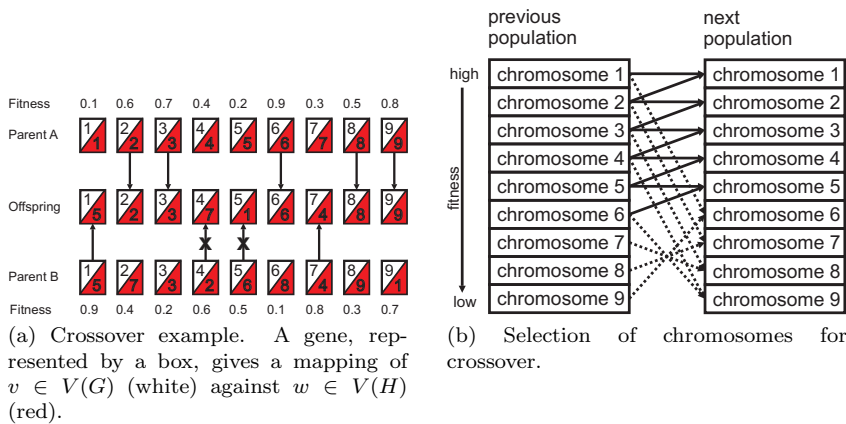 Fitness 0.1 0.6 0.7 0.4 0.2 0.9 0.3 0.5 0.8
Parent A 1 1 2 2 3 3 4 4 5 5 6 6 7 7 8 8 9 9
Offspring 1 5 2 2 3 3 4 7 5 1 6 6 7 4 8 8 9 9
X X
Parent B 1 5 2 7 3 3 4 2 5 6 6 8 7 4 8 9 9 1
Fitness 0.9 0.4 0.2 0.6 0.5 0.1 0.8 0.3 0.7
(a) Crossover example. A gene, rep-
resented by a box, gives a mapping of
v ∈ V(G) (white) against w ∈ V(H)
(red).
previous
population
next
population
high
fitness
low
chromosome 1
chromosome 2
chromosome 3
chromosome 4
chromosome 5
chromosome 6
chromosome 7
chromosome 8
chromosome 9
chromosome 1
chromosome 2
chromosome 3
chromosome 4
chromosome 5
chromosome 6
chromosome 7
chromosome 8
chromosome 9
(b) Selection of chromosomes for
crossover.